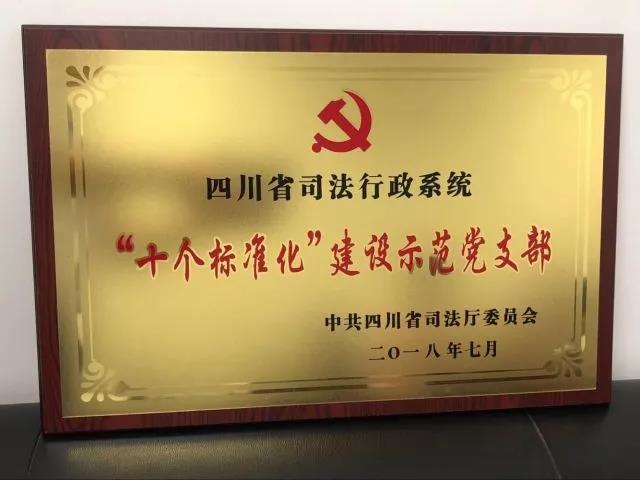 四川省司法行政系统
“十个标准化”建设示范党支部
中共四川省司法厅委员会
二〇一八年七月